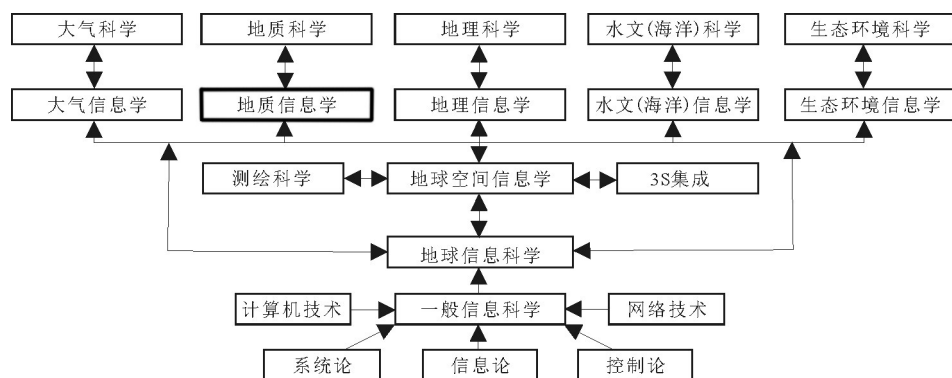 大气科学
地质科学
地理科学
水文(海洋)科学
生态环境科学
大气信息学
地质信息学
地理信息学
水文(海洋)信息学
生态环境信息学
测绘科学
地球空间信息学
3S集成
地球信息科学
计算机技术
一般信息科学
网络技术
系统论
信息论
控制论